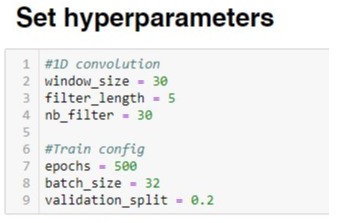 Set hyperparameters
1 #1D convolution
2 window_size = 30
3 filter_length = 5
4 nb_filter = 30
5
6 #Train config
7 epochs = 500
8 batch_size = 32
9 validation_split = 0.2